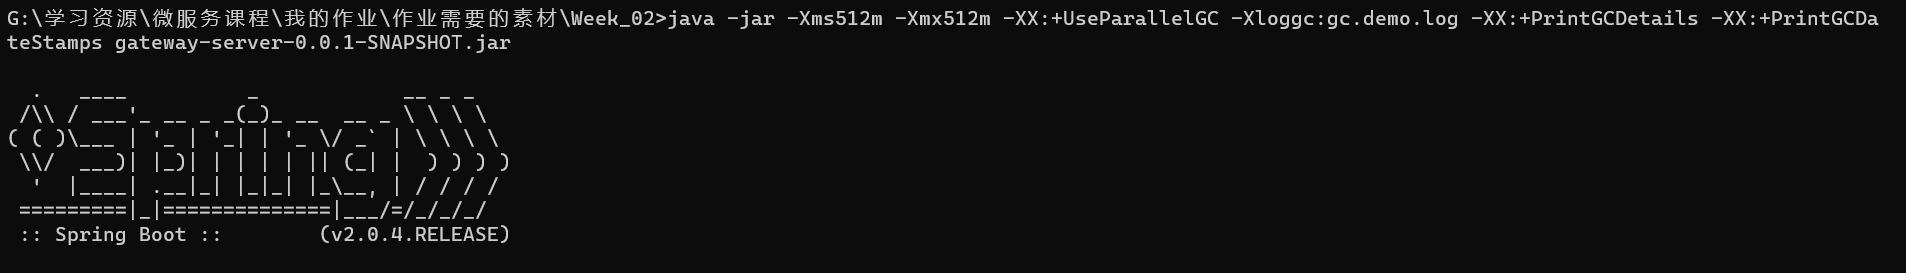 G:\学习资源\微服务课程\我的作业\作业需要的素材\Week_02>java -jar -Xms512m -Xmx512m -XX:+UseParallelGC -Xloggc:gc.demo.log -XX:+PrintGCDetails -XX:+PrintGCDa
teStamps gateway-server-0.0.1-SNAPSHOT.jar
  .   ____          _            __ _ _
 /\\ / ___'_ __ _ _(_)_ __  __ _ \ \ \ \
( ( )\___ | '_ | '_| | '_ \/ _` | \ \ \ \
 \\/  ___)| |_)| | | | | || (_| |  ) ) ) )
  '  |____| .__|_| |_|_| |_\__, | / / / /
 =========|_|==============|___/=/_/_/_/
 :: Spring Boot ::        (v2.0.4.RELEASE)